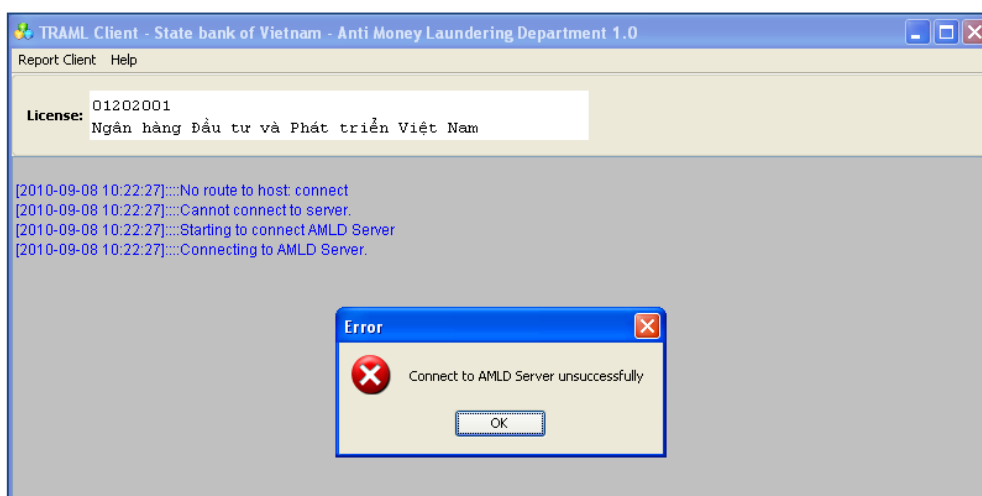 TRAML Client - State bank of Vietnam - Anti Money Laundering Department 1.0
Report Client Help
License:
01202001
Ngân hàng Đầu tư và Phát triển Việt Nam
[2010-09-08 10:22:27]::::No route to host: connect
[2010-09-08 10:22:27]::::Cannot connect to server.
[2010-09-08 10:22:27]::::Starting to connect AMLD Server
[2010-09-08 10:22:27]::::Connecting to AMLD Server.
Error
Connect to AMLD Server unsuccessfully
OK